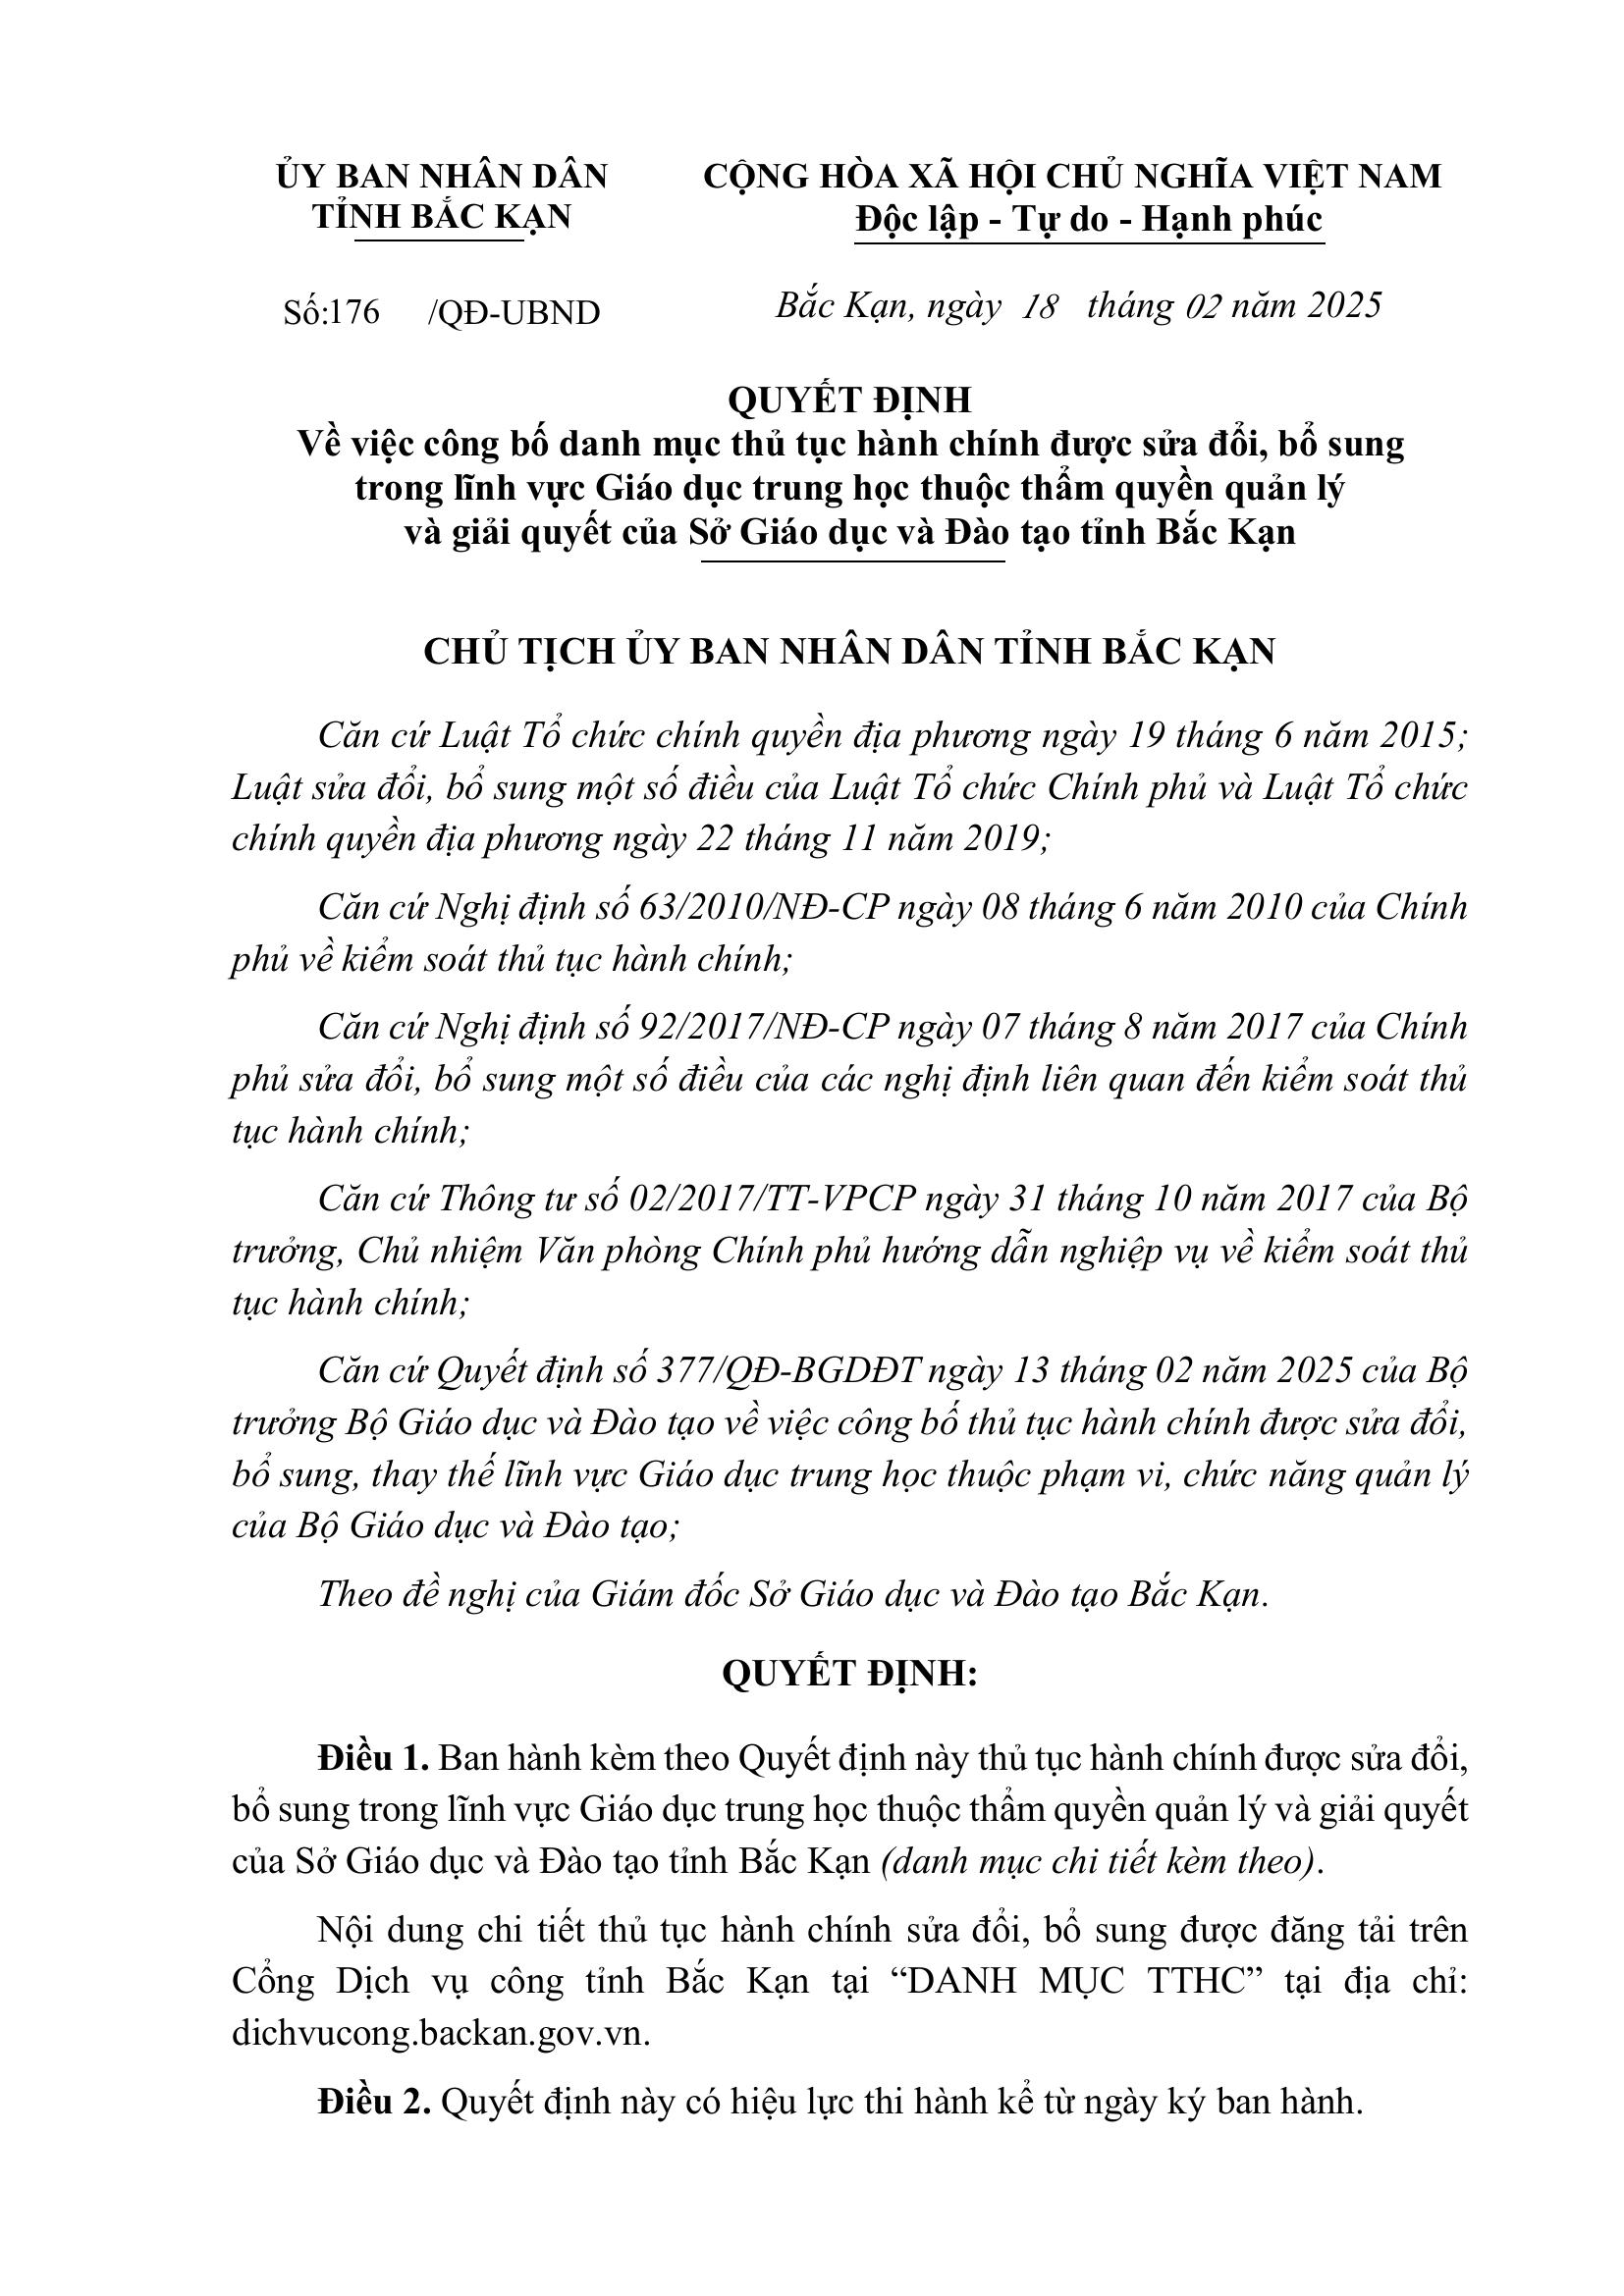 ỦY BAN NHÂN DÂN
TỈNH BẮC KẠN
CỘNG HÒA XÃ HỘI CHỦ NGHĨA VIỆT NAM
Độc lập - Tự do - Hạnh phúc
Số:176 /QĐ-UBND
Bắc Kạn, ngày 18 tháng 02 năm 2025
QUYẾT ĐỊNH
Về việc công bố danh mục thủ tục hành chính được sửa đổi, bổ sung
trong lĩnh vực Giáo dục trung học thuộc thẩm quyền quản lý
và giải quyết của Sở Giáo dục và Đào tạo tỉnh Bắc Kạn
CHỦ TỊCH ỦY BAN NHÂN DÂN TỈNH BẮC KẠN
Căn cứ Luật Tổ chức chính quyền địa phương ngày 19 tháng 6 năm 2015;
Luật sửa đổi, bổ sung một số điều của Luật Tổ chức Chính phủ và Luật Tổ chức
chính quyền địa phương ngày 22 tháng 11 năm 2019;
Căn cứ Nghị định số 63/2010/NĐ-CP ngày 08 tháng 6 năm 2010 của Chính
phủ về kiểm soát thủ tục hành chính;
Căn cứ Nghị định số 92/2017/NĐ-CP ngày 07 tháng 8 năm 2017 của Chính
phủ sửa đổi, bổ sung một số điều của các nghị định liên quan đến kiểm soát thủ
tục hành chính;
Căn cứ Thông tư số 02/2017/TT-VPCP ngày 31 tháng 10 năm 2017 của Bộ
trưởng, Chủ nhiệm Văn phòng Chính phủ hướng dẫn nghiệp vụ về kiểm soát thủ
tục hành chính;
Căn cứ Quyết định số 377/QĐ-BGDĐT ngày 13 tháng 02 năm 2025 của Bộ
trưởng Bộ Giáo dục và Đào tạo về việc công bố thủ tục hành chính được sửa đổi,
bổ sung, thay thế lĩnh vực Giáo dục trung học thuộc phạm vi, chức năng quản lý
của Bộ Giáo dục và Đào tạo;
Theo đề nghị của Giám đốc Sở Giáo dục và Đào tạo Bắc Kạn.
QUYẾT ĐỊNH:
Điều 1. Ban hành kèm theo Quyết định này thủ tục hành chính được sửa đổi,
bổ sung trong lĩnh vực Giáo dục trung học thuộc thẩm quyền quản lý và giải quyết
của Sở Giáo dục và Đào tạo tỉnh Bắc Kạn (danh mục chi tiết kèm theo).
Nội dung chi tiết thủ tục hành chính sửa đổi, bổ sung được đăng tải trên
Cổng Dịch vụ công tỉnh Bắc Kạn tại “DANH MỤC TTHC” tại địa chỉ:
dichvucong.backan.gov.vn.
Điều 2. Quyết định này có hiệu lực thi hành kể từ ngày ký ban hành.